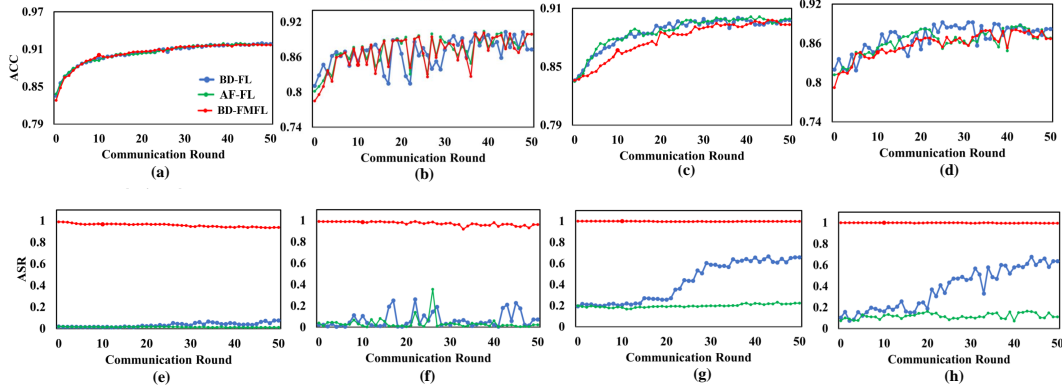 0.97
0.91
0.85
0.79
ACC
BD-FL
AF-FL
BD-FMFL
0 10 20 30 40 50
Communication Round
(a)
0.92
0.86
0.8
0.74
0 10 20 30 40 50
Communication Round
(b)
0.91
0.85
0.79
0 10 20 30 40 50
Communication Round
(c)
0.92
0.86
0.8
0.74
0 10 20 30 40 50
Communication Round
(d)
1
0.8
0.6
0.4
0.2
0
ASR
0 10 20 30 40 50
Communication Round
(e)
1
0.8
0.6
0.4
0.2
0
0 10 20 30 40 50
Communication Round
(f)
1
0.8
0.6
0.4
0.2
0
0 10 20 30 40 50
Communication Round
(g)
1
0.8
0.6
0.4
0.2
0
0 10 20 30 40 50
Communication Round
(h)